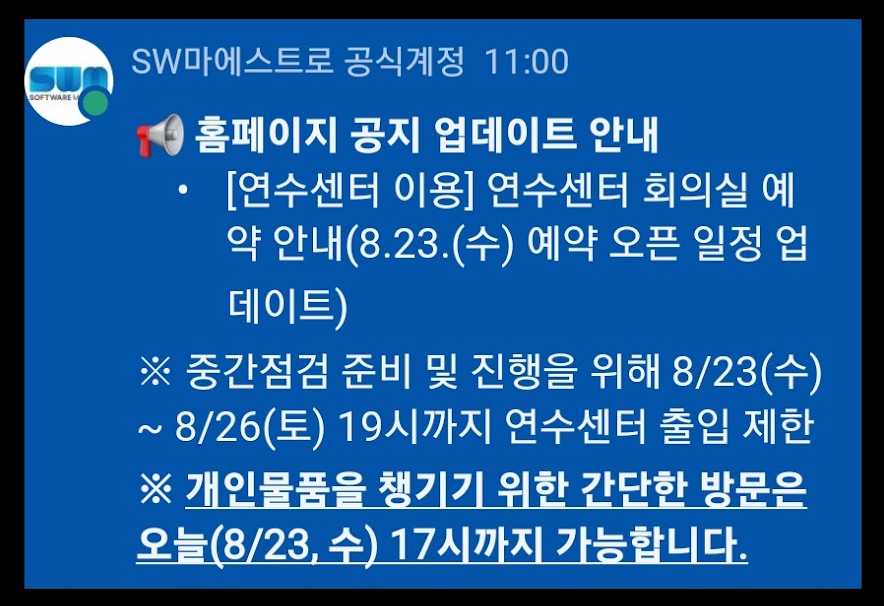 SWM
SOFTWARE M
SW마에스트로 공식계정 11:00
📢 홈페이지 공지 업데이트 안내
• [연수센터 이용] 연수센터 회의실 예
약 안내(8.23.(수) 예약 오픈 일정 업
데이트)
※ 중간점검 준비 및 진행을 위해 8/23(수)
~ 8/26(토) 19시까지 연수센터 출입 제한
※ 개인물품을 챙기기 위한 간단한 방문은
오늘(8/23, 수) 17시까지 가능합니다.